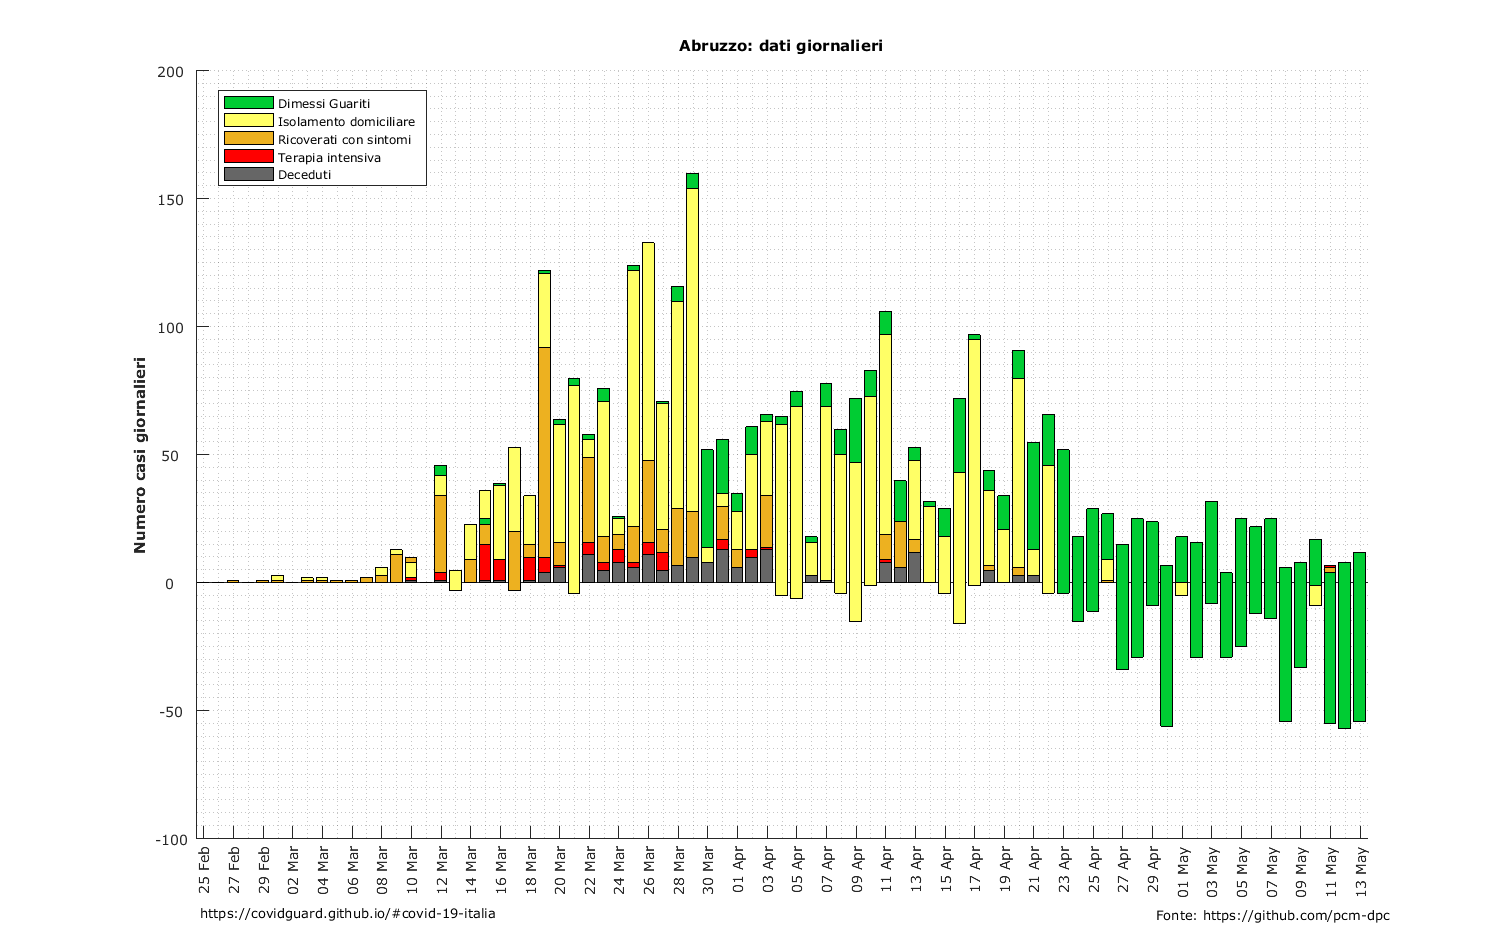 Abruzzo: dati giornalieri
200
150
100
50
0
-50
-100
Numero casi giornalieri
Dimessi Guariti
Isolamento domiciliare
Ricoverati con sintomi
Terapia intensiva
Deceduti
25 Feb
27 Feb
29 Feb
02 Mar
04 Mar
06 Mar
08 Mar
10 Mar
12 Mar
14 Mar
16 Mar
18 Mar
20 Mar
22 Mar
24 Mar
26 Mar
28 Mar
30 Mar
01 Apr
03 Apr
05 Apr
07 Apr
09 Apr
11 Apr
13 Apr
15 Apr
17 Apr
19 Apr
21 Apr
23 Apr
25 Apr
27 Apr
29 Apr
01 May
03 May
05 May
07 May
09 May
11 May
13 May
https://covidguard.github.io/#covid-19-italia
Fonte: https://github.com/pcm-dpc